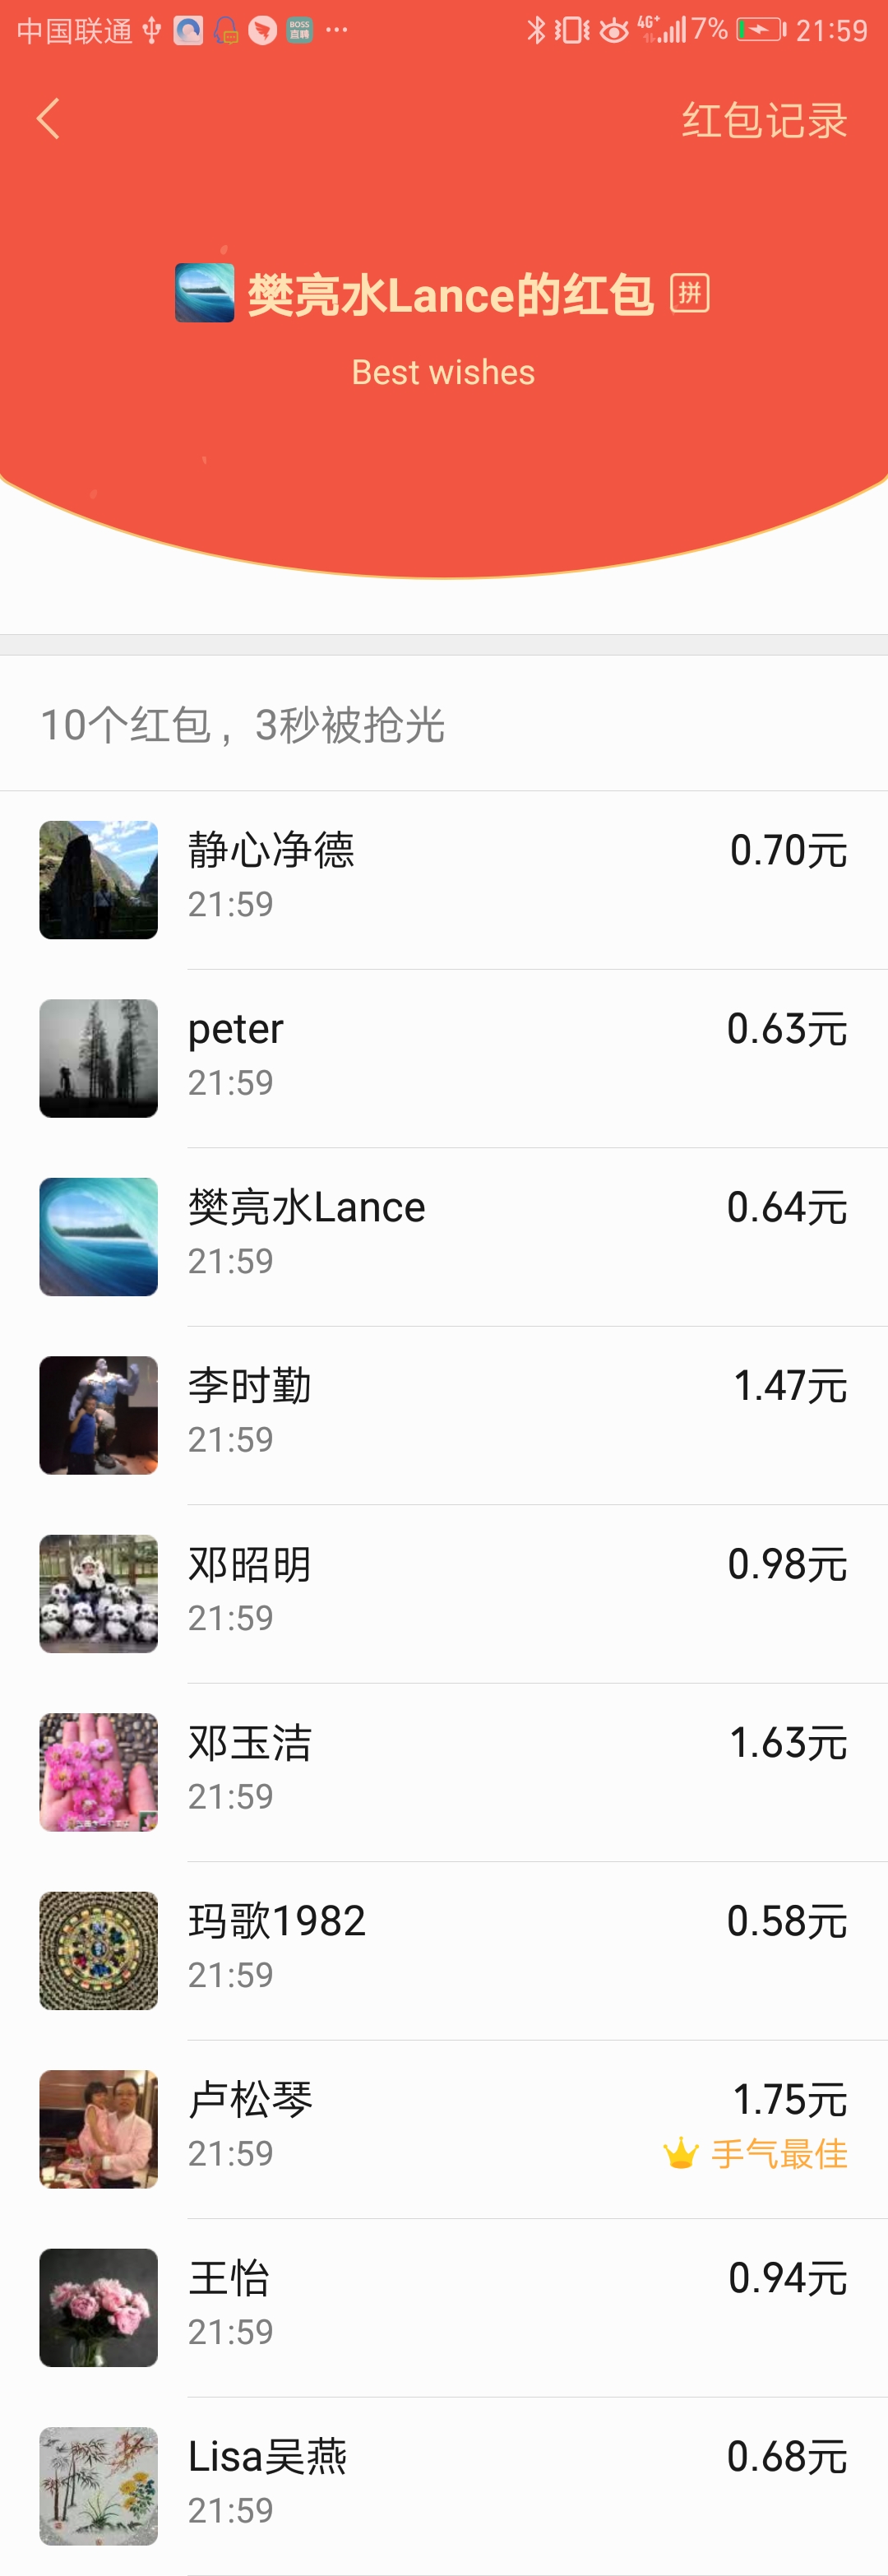 中国联通 BOSS直聘 ··· 4G+ 7% 21:59
红包记录
樊亮水Lance的红包 拼
Best wishes
10个红包，3秒被抢光
静心净德 0.70元
21:59
peter 0.63元
21:59
樊亮水Lance 0.64元
21:59
李时勤 1.47元
21:59
邓昭明 0.98元
21:59
邓玉洁 1.63元
21:59
玛歌1982 0.58元
21:59
卢松琴 1.75元
21:59 手气最佳
王怡 0.94元
21:59
Lisa吴燕 0.68元
21:59